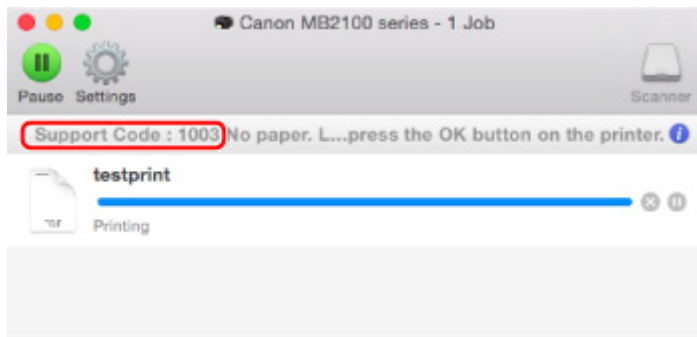 Canon MB2100 series - 1 Job
Pause Settings
Scanner
Support Code : 1003 No paper. L...press the OK button on the printer.
testprint
Printing